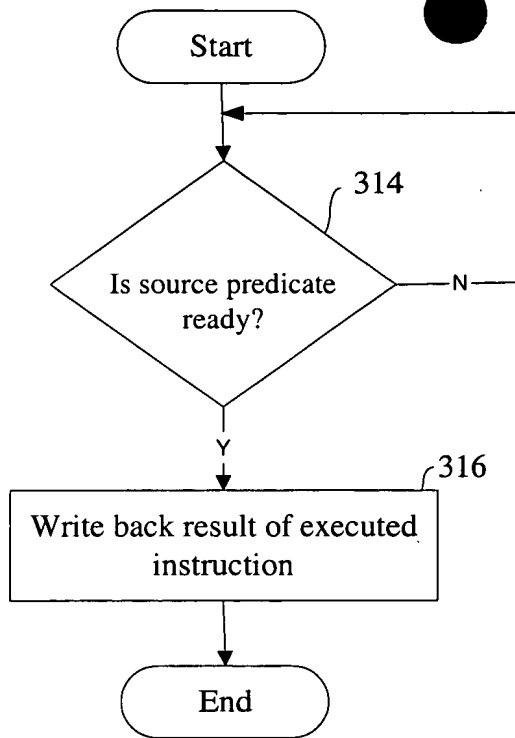 Start
314
Is source predicate
ready?
N
Y
316
Write back result of executed
instruction
End